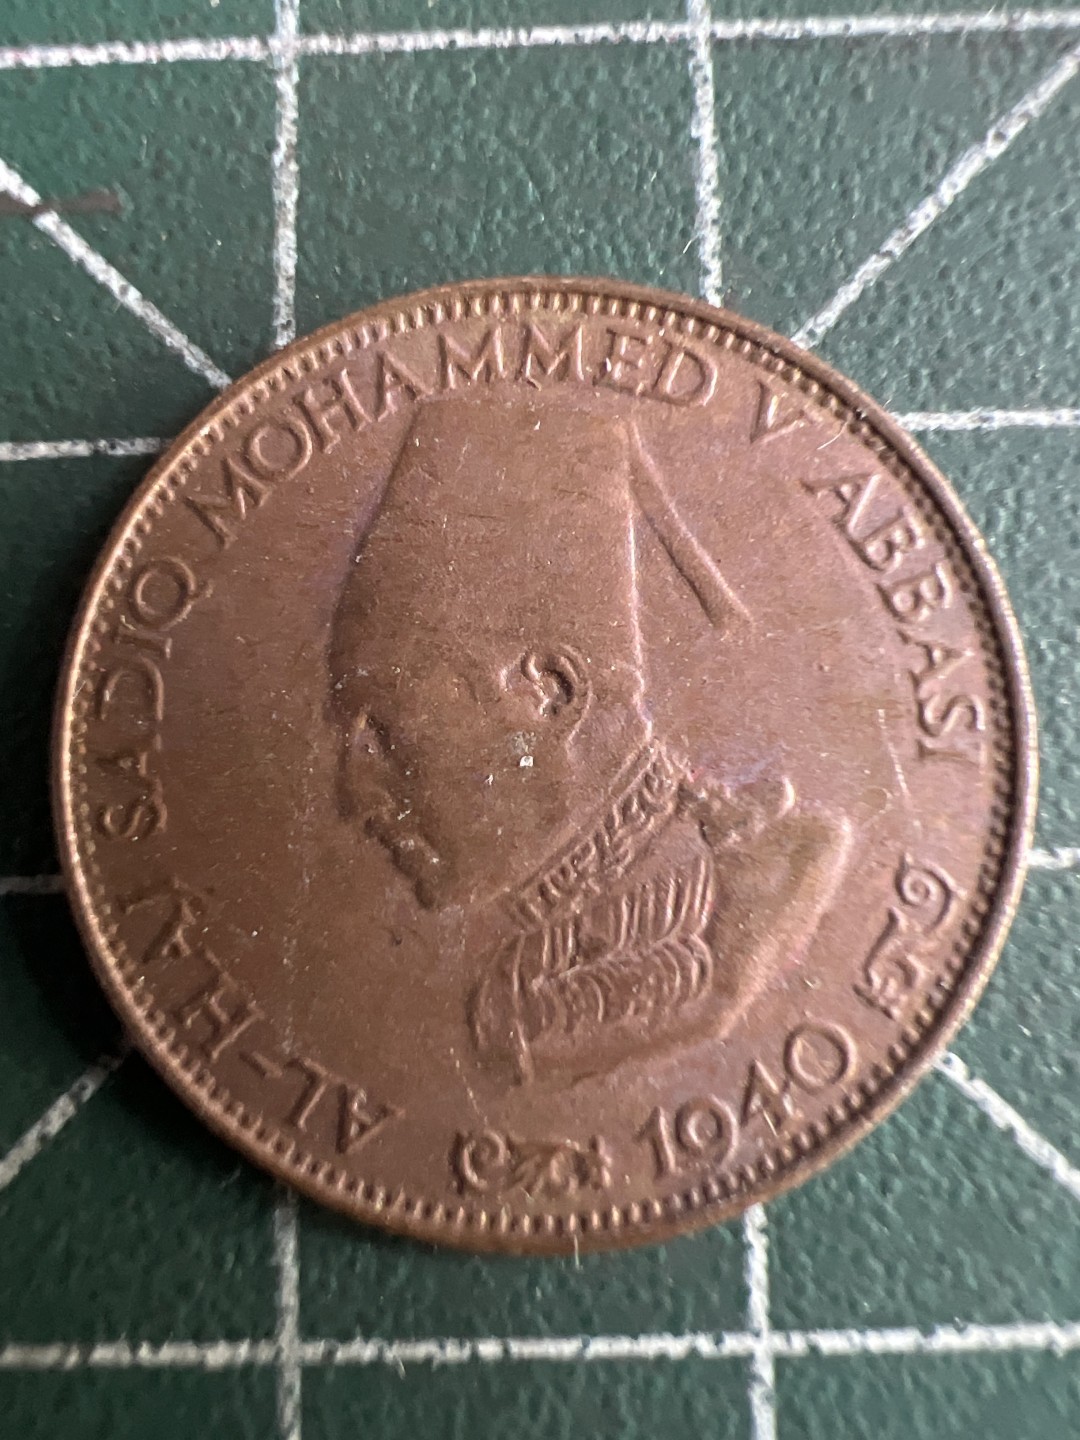 AL-HAJ SADIQ MOHAMMED V ABBASI
1940